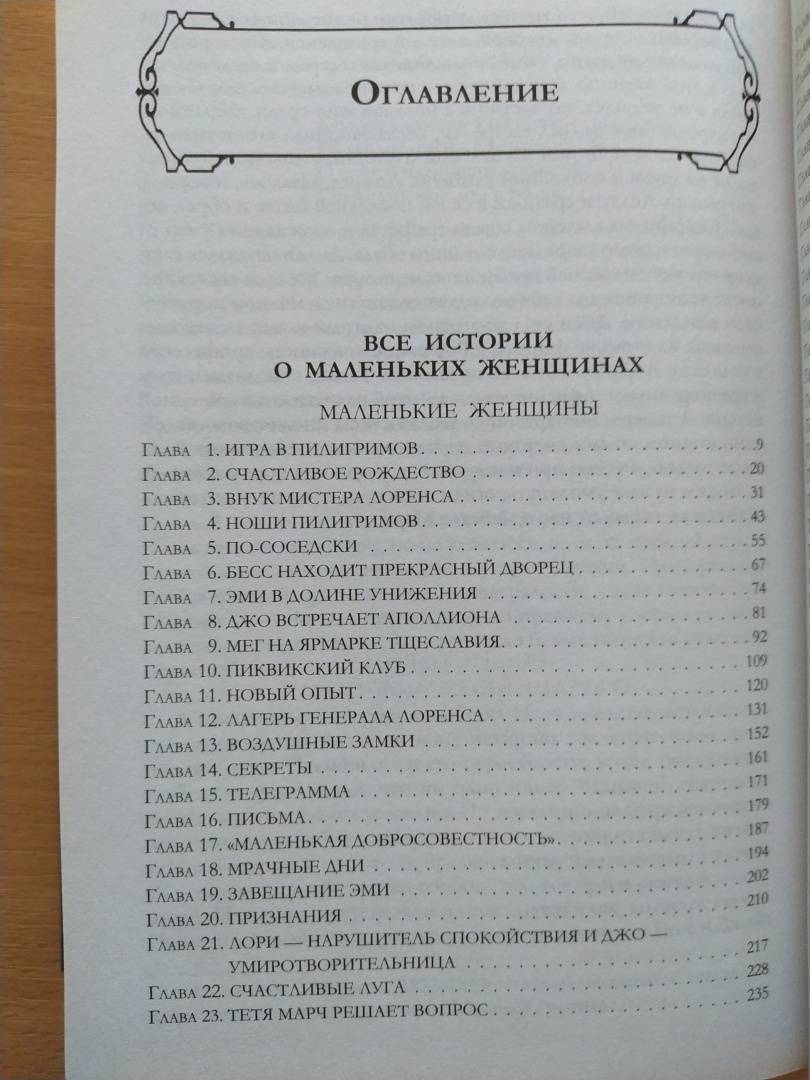 Оглавление
ВСЕ ИСТОРИИ
О МАЛЕНЬКИХ ЖЕНЩИНАХ
МАЛЕНЬКИЕ ЖЕНЩИНЫ
Глава 1. ИГРА В ПИЛИГРИМОВ. . . . . . . . . . . . . . . . . . . . . . . 9
Глава 2. СЧАСТЛИВОЕ РОЖДЕСТВО . . . . . . . . . . . . . . . . . . . . 20
Глава 3. ВНУК МИСТЕРА ЛОРЕНСА . . . . . . . . . . . . . . . . . . . . 31
Глава 4. НОШИ ПИЛИГРИМОВ . . . . . . . . . . . . . . . . . . . . . . . 43
Глава 5. ПО-СОСЕДСКИ . . . . . . . . . . . . . . . . . . . . . . . . . . 55
Глава 6. БЕСС НАХОДИТ ПРЕКРАСНЫЙ ДВОРЕЦ . . . . . . . . . . . . 67
Глава 7. ЭМИ В ДОЛИНЕ УНИЖЕНИЯ . . . . . . . . . . . . . . . . . . . 74
Глава 8. ДЖО ВСТРЕЧАЕТ АПОЛЛИОНА . . . . . . . . . . . . . . . . . 81
Глава 9. МЕГ НА ЯРМАРКЕ ТЩЕСЛАВИЯ. . . . . . . . . . . . . . . . . . 92
Глава 10. ПИКВИКСКИЙ КЛУБ . . . . . . . . . . . . . . . . . . . . . . . 109
Глава 11. НОВЫЙ ОПЫТ . . . . . . . . . . . . . . . . . . . . . . . . . . 120
Глава 12. ЛАГЕРЬ ГЕНЕРАЛА ЛОРЕНСА . . . . . . . . . . . . . . . . . . 131
Глава 13. ВОЗДУШНЫЕ ЗАМКИ . . . . . . . . . . . . . . . . . . . . . . 152
Глава 14. СЕКРЕТЫ . . . . . . . . . . . . . . . . . . . . . . . . . . . . 161
Глава 15. ТЕЛЕГРАММА . . . . . . . . . . . . . . . . . . . . . . . . . . 171
Глава 16. ПИСЬМА . . . . . . . . . . . . . . . . . . . . . . . . . . . . 179
Глава 17. «МАЛЕНЬКАЯ ДОБРОСОВЕСТНОСТЬ» . . . . . . . . . . . . . 187
Глава 18. МРАЧНЫЕ ДНИ . . . . . . . . . . . . . . . . . . . . . . . . . 194
Глава 19. ЗАВЕЩАНИЕ ЭМИ . . . . . . . . . . . . . . . . . . . . . . . . 202
Глава 20. ПРИЗНАНИЯ . . . . . . . . . . . . . . . . . . . . . . . . . . 210
Глава 21. ЛОРИ — НАРУШИТЕЛЬ СПОКОЙСТВИЯ И ДЖО —
УМИРОТВОРИТЕЛЬНИЦА . . . . . . . . . . . . . . . . . . . 217
Глава 22. СЧАСТЛИВЫЕ ЛУГА . . . . . . . . . . . . . . . . . . . . . . . 228
Глава 23. ТЕТЯ МАРЧ РЕШАЕТ ВОПРОС . . . . . . . . . . . . . . . . . . 235